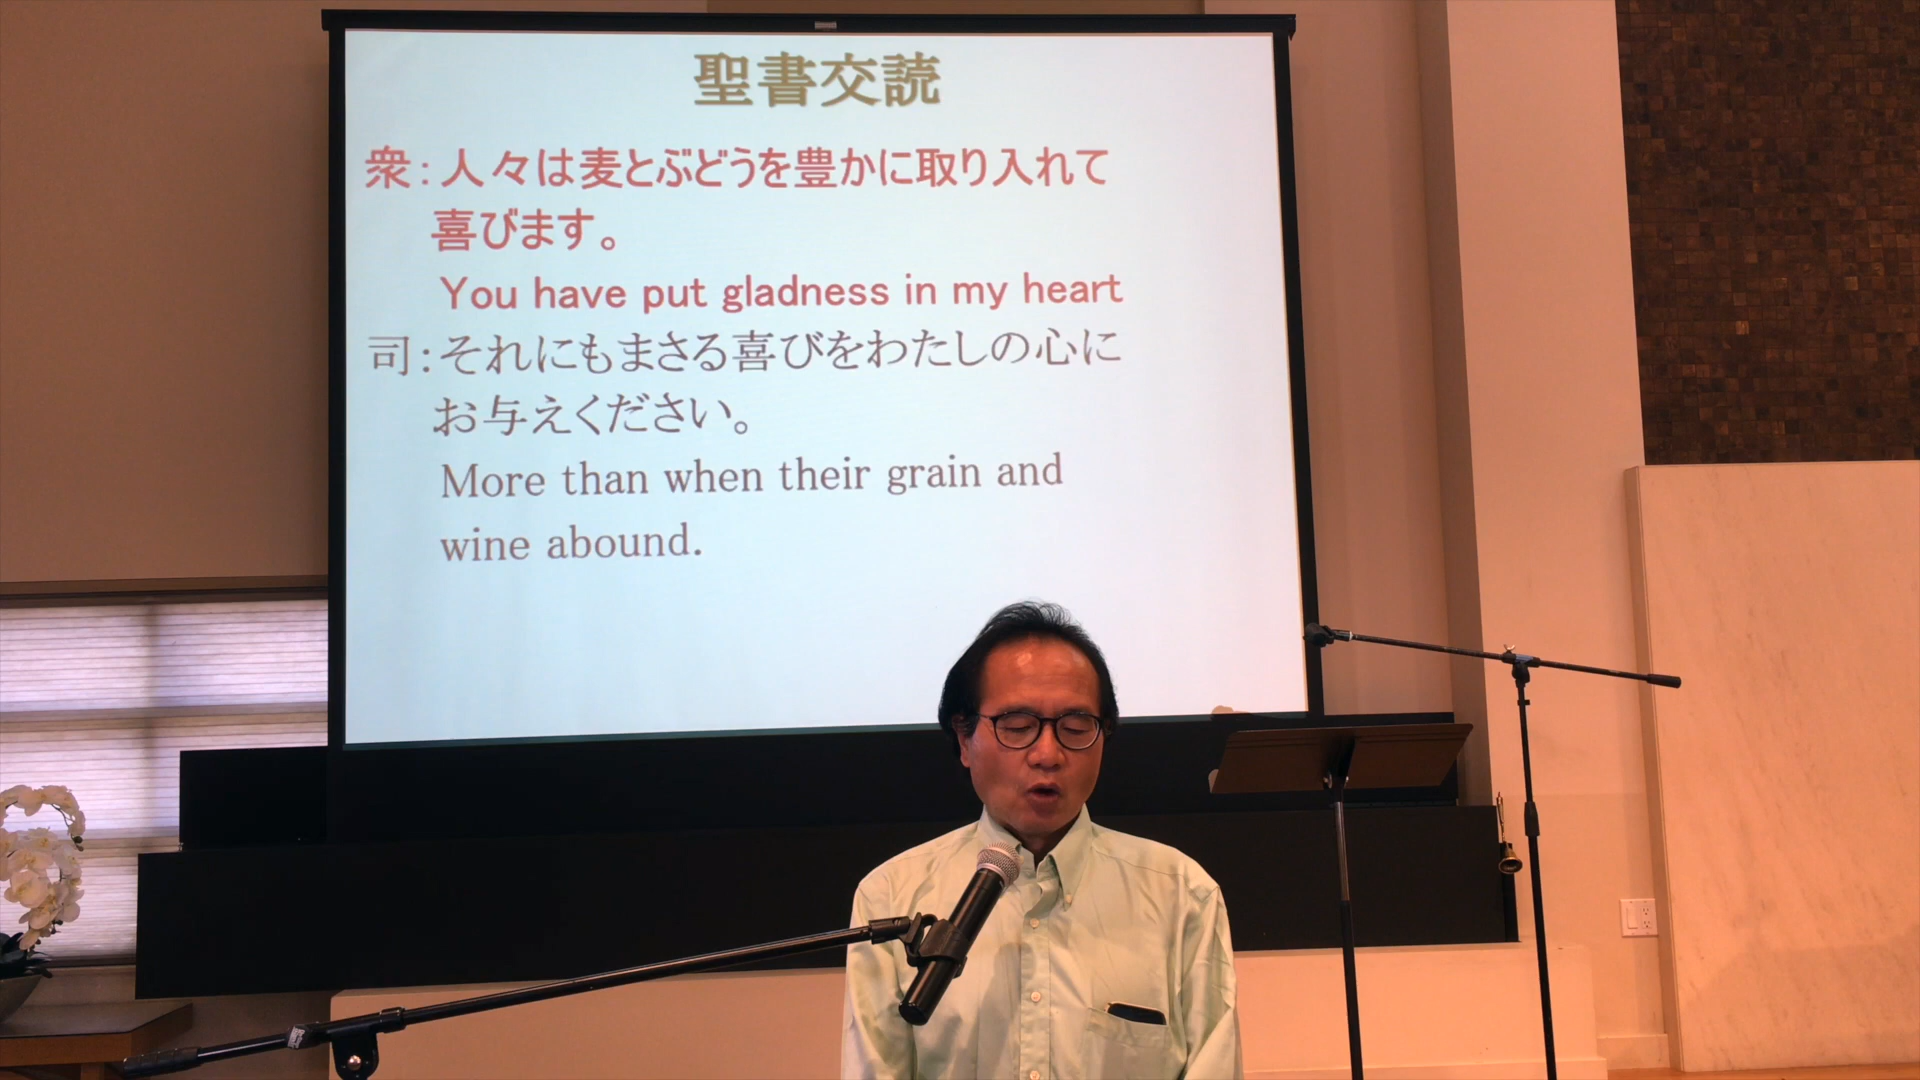 聖書交読
衆：人々は麦とぶどうを豊かに取り入れて
喜びます。
You have put gladness in my heart
司：それにもまさる喜びをわたしの心に
お与えください。
More than when their grain and
wine abound.